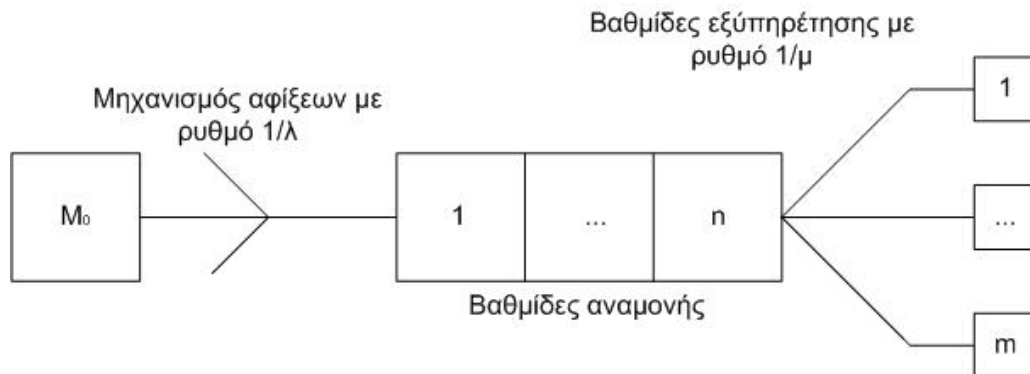 Βαθμίδες εξύπηρέτησης με
ρυθμό 1/μ
1
Μηχανισμός αφίξεων με
ρυθμό 1/λ
M₀
1
...
n
...
Βαθμίδες αναμονής
m